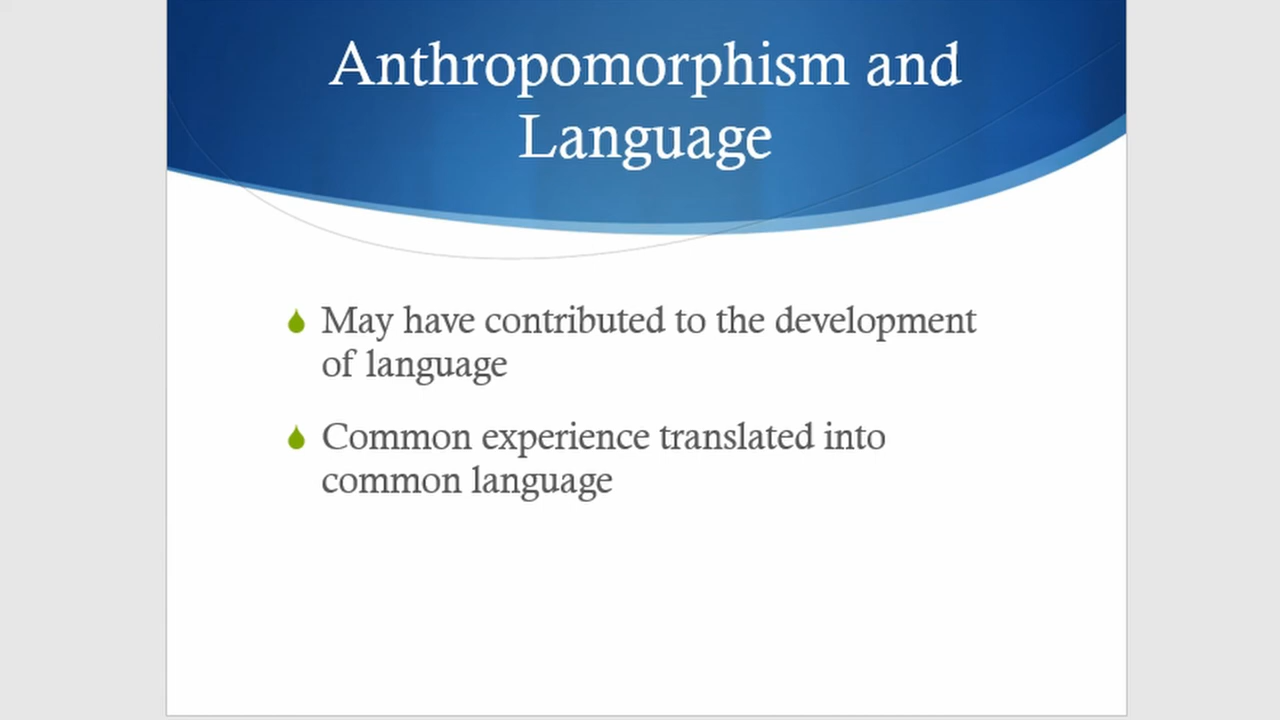 Anthropomorphism and
Language
May have contributed to the development
of language
Common experience translated into
common language